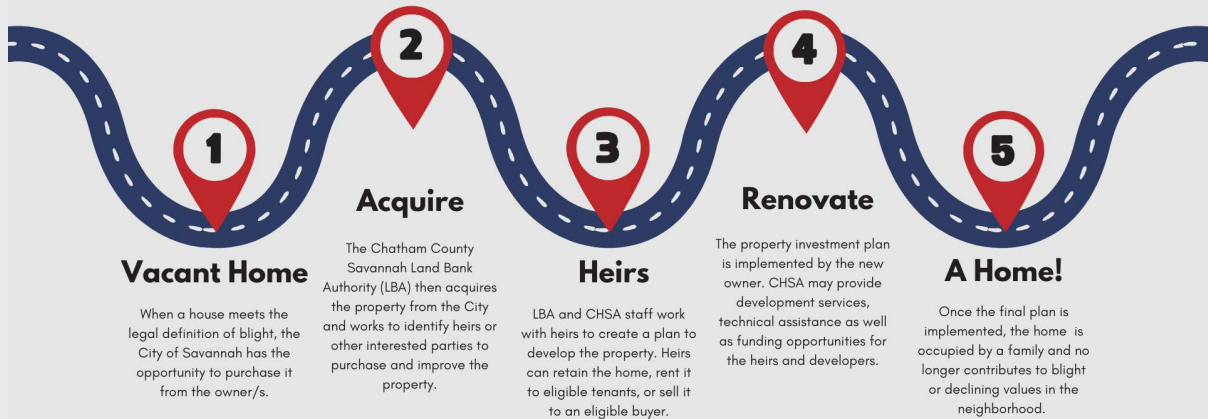 1
Vacant Home
When a house meets the
legal definition of blight, the
City of Savannah has the
opportunity to purchase it
from the owner/s.
2
Acquire
The Chatham County
Savannah Land Bank
Authority (LBA) then acquires
the property from the City
and works to identify heirs or
other interested parties to
purchase and improve the
property.
3
Heirs
LBA and CHSA staff work
with heirs to create a plan to
develop the property. Heirs
can retain the home, rent it
to eligible tenants, or sell it
to an eligible buyer.
4
Renovate
The property investment plan
is implemented by the new
owner. CHSA may provide
development services,
technical assistance as well
as funding opportunities for
the heirs and developers.
5
A Home!
Once the final plan is
implemented, the home is
occupied by a family and no
longer contributes to blight
or declining values in the
neighborhood.